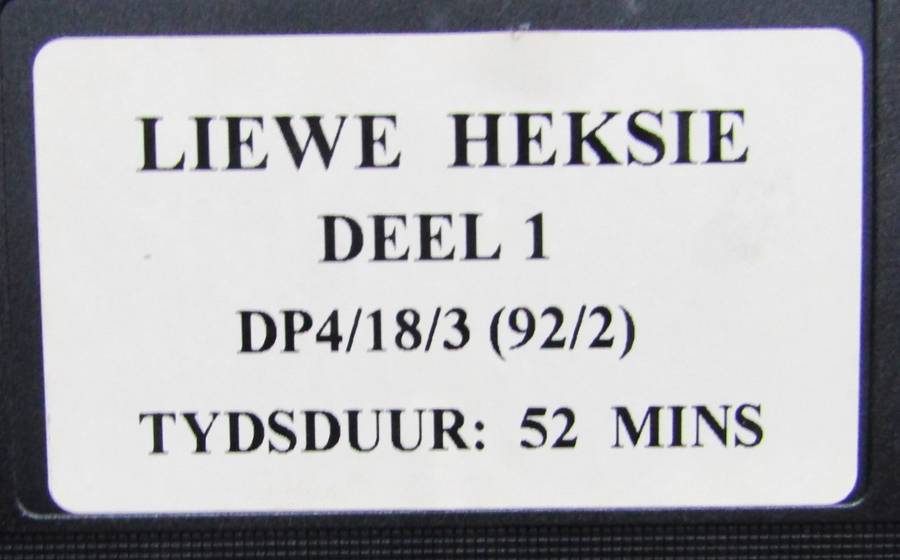 LIEWE HEKSIE
DEEL 1
DP4/18/3 (92/2)
TYDSDUUR: 52 MINS